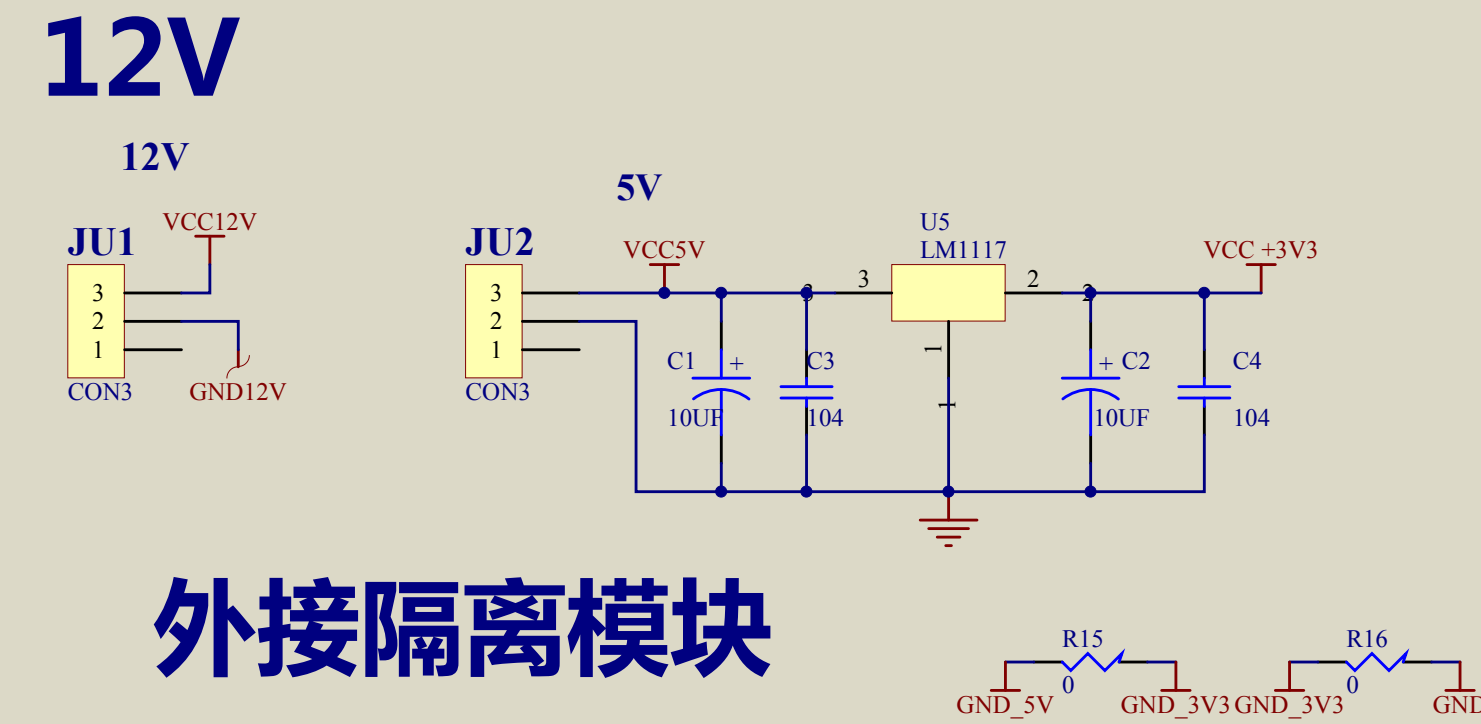 12V
12V
5V
JU1
VCC12V
3
2
1
CON3
GND12V
JU2
VCC5V
3
2
1
CON3
U5
LM1117
3
3
2
2
1
1
VCC +3V3
C1
+
10UF
C3
104
+
C2
10UF
C4
104
外接隔离模块
R15
0
GND_5V
GND_3V3
R16
0
GND_3V3
GND